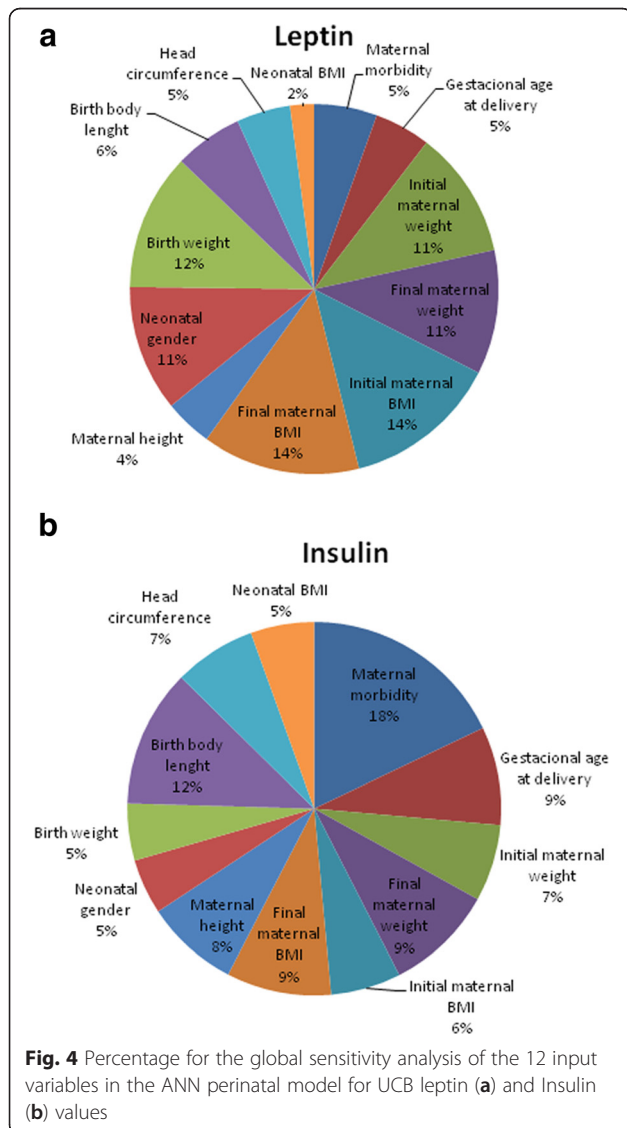 a
Leptin
Head
circumference
5%
Neonatal BMI
2%
Maternal
morbidity
5%
Gestacional age
at delivery
5%
Birth body
lenght
6%
Initial
maternal
weight
11%
Birth weight
12%
Final maternal
weight
11%
Neonatal
gender
11%
Initial maternal
BMI
14%
Final maternal
BMI
14%
Maternal height
4%
b
Insulin
Neonatal BMI
5%
Head
circumference
7%
Maternal
morbidity
18%
Birth body
lenght
12%
Gestacional age
at delivery
9%
Birth weight
5%
Initial maternal
weight
7%
Neonatal
gender
5%
Maternal
height
8%
Final
maternal
BMI
9%
Final
maternal
weight
9%
Initial maternal
BMI
6%
Fig. 4 Percentage for the global sensitivity analysis of the 12 input
variables in the ANN perinatal model for UCB leptin (a) and Insulin
(b) values